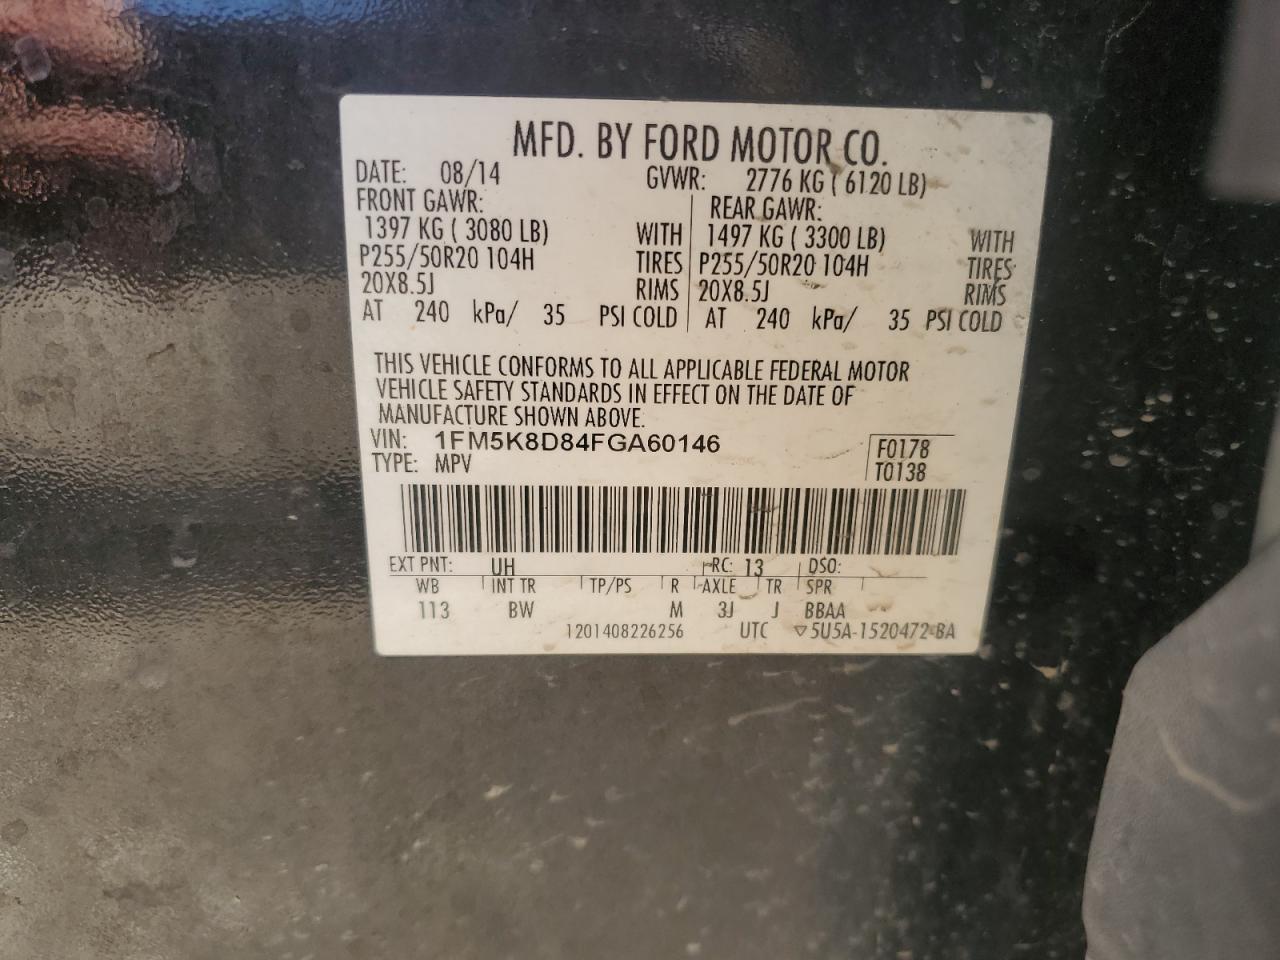 MFD. BY FORD MOTOR CO.
DATE: 08/14 GVWR: 2776 KG ( 6120 LB)
FRONT GAWR: REAR GAWR:
1397 KG ( 3080 LB) WITH 1497 KG ( 3300 LB) WITH
P255/50R20 104H TIRES P255/50R20 104H TIRES
20X8.5J RIMS 20X8.5J RIMS
AT 240 kPa/ 35 PSI COLD AT 240 kPa/ 35 PSI COLD
THIS VEHICLE CONFORMS TO ALL APPLICABLE FEDERAL MOTOR
VEHICLE SAFETY STANDARDS IN EFFECT ON THE DATE OF
MANUFACTURE SHOWN ABOVE.
VIN: 1FM5K8D84FGA60146 F0178
TYPE: MPV T0138
EXT PNT: UH RC: 13 DSO:
WB INT TR TP/PS R AXLE TR SPR
113 BW M 3J J BBAA
1201408226256 UTC ▽5U5A-1520472-BA